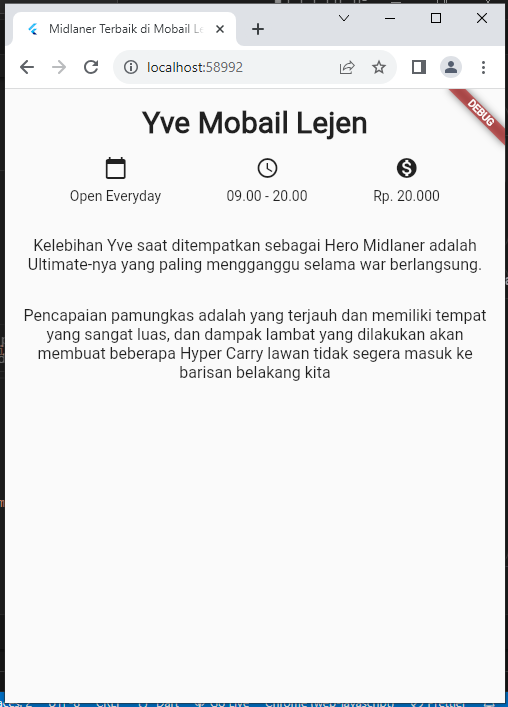 Midlaner Terbaik di Mobail Le
localhost:58992
DEBUG
Yve Mobail Lejen
Open Everyday
09.00 - 20.00
Rp. 20.000
Kelebihan Yve saat ditempatkan sebagai Hero Midlaner adalah
Ultimate-nya yang paling mengganggu selama war berlangsung.
Pencapaian pamungkas adalah yang terjauh dan memiliki tempat
yang sangat luas, dan dampak lambat yang dilakukan akan
membuat beberapa Hyper Carry lawan tidak segera masuk ke
barisan belakang kita